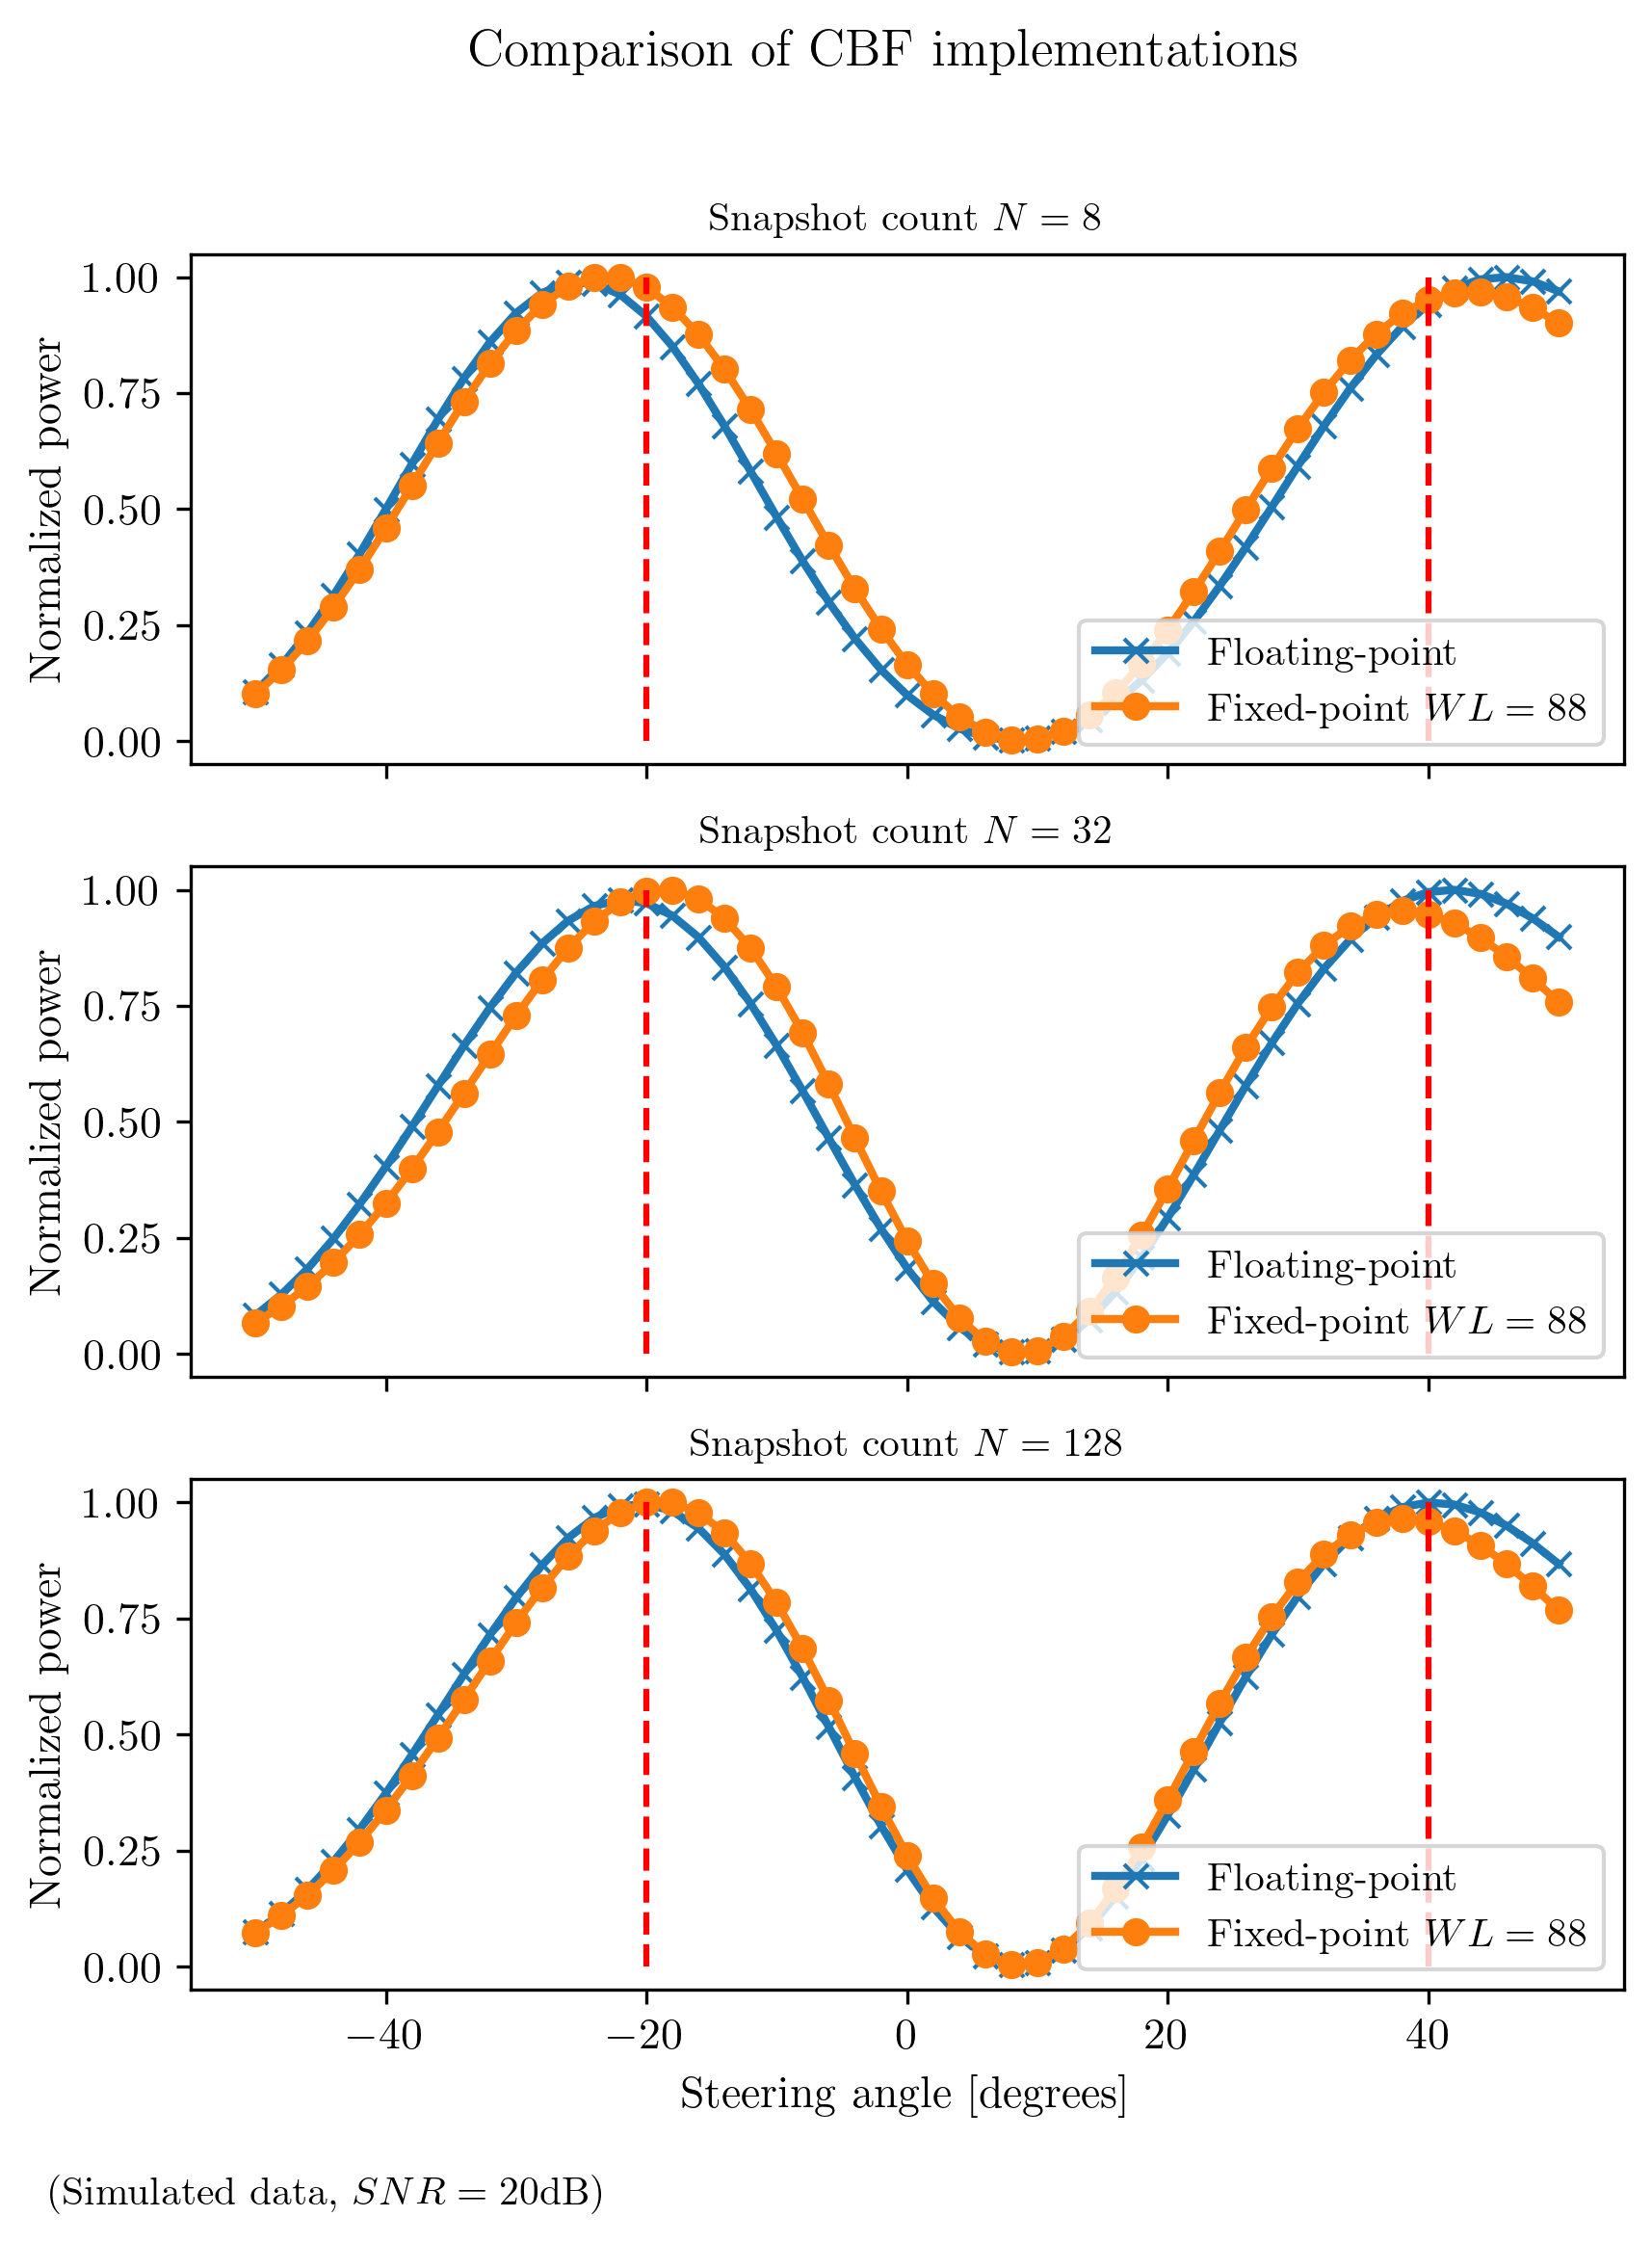 Comparison of CBF implementations
Snapshot count N = 8
Normalized power
1.00
0.75
0.50
0.25
0.00
Floating-point
Fixed-point WL = 88
Snapshot count N = 32
Normalized power
1.00
0.75
0.50
0.25
0.00
Floating-point
Fixed-point WL = 88
Snapshot count N = 128
Normalized power
1.00
0.75
0.50
0.25
0.00
Floating-point
Fixed-point WL = 88
−40 −20 0 20 40
Steering angle [degrees]
(Simulated data, SNR = 20dB)